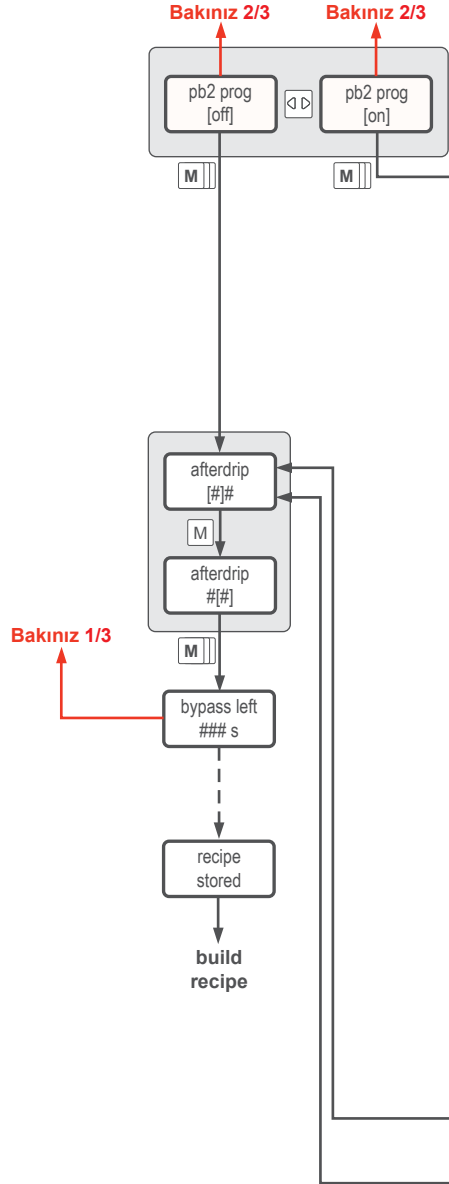 Bakınız 2/3
Bakınız 2/3
pb2 prog
[off]
pb2 prog
[on]
M
M
afterdrip
[#]#
M
afterdrip
#[#]
M
Bakınız 1/3
bypass left
### s
recipe
stored
build
recipe